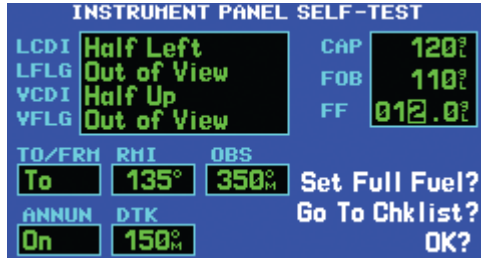 INSTRUMENT PANEL SELF-TEST
LCDI Half Left
LFLG Out of View
VCDI Half Up
VFLG Out of View
CAP 120
FOB 110
FF 012.0
TO/FRM RMI OBS
To 135° 350°M
Set Full Fuel?
Go To Chklist?
ANNUN DTK
On 150°M
OK?